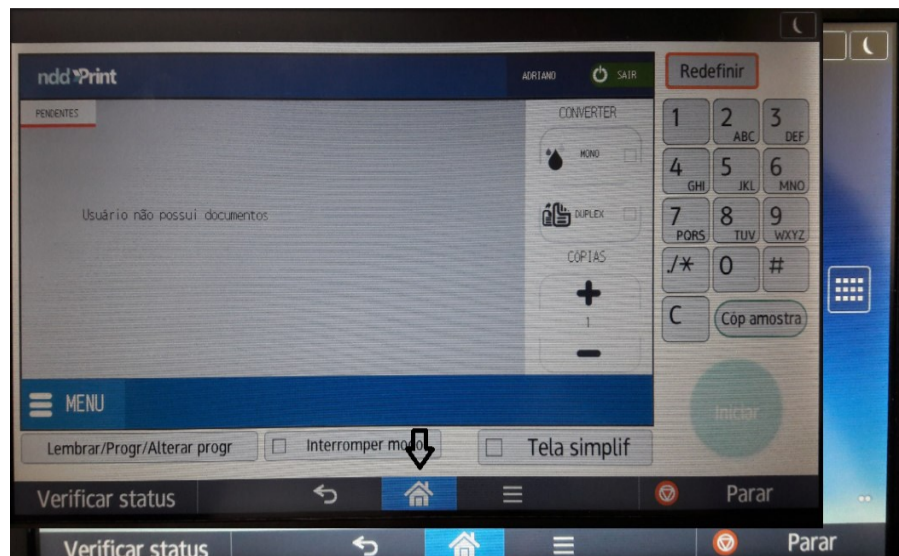 ndd Print
ADRIANO
SAIR
Redefinir
PENDENTES
CONVERTER
MONO
DUPLEX
Usuário não possui documentos
CÓPIAS
1
1
2 ABC
3 DEF
4 GHI
5 JKL
6 MNO
7 PQRS
8 TUV
9 WXYZ
./*
0
#
C
Cóp amostra
Iniciar
MENU
Lembrar/Progr/Alterar progr
Interromper modo
Tela simplif
Verificar status
Parar
Verificar status
Parar